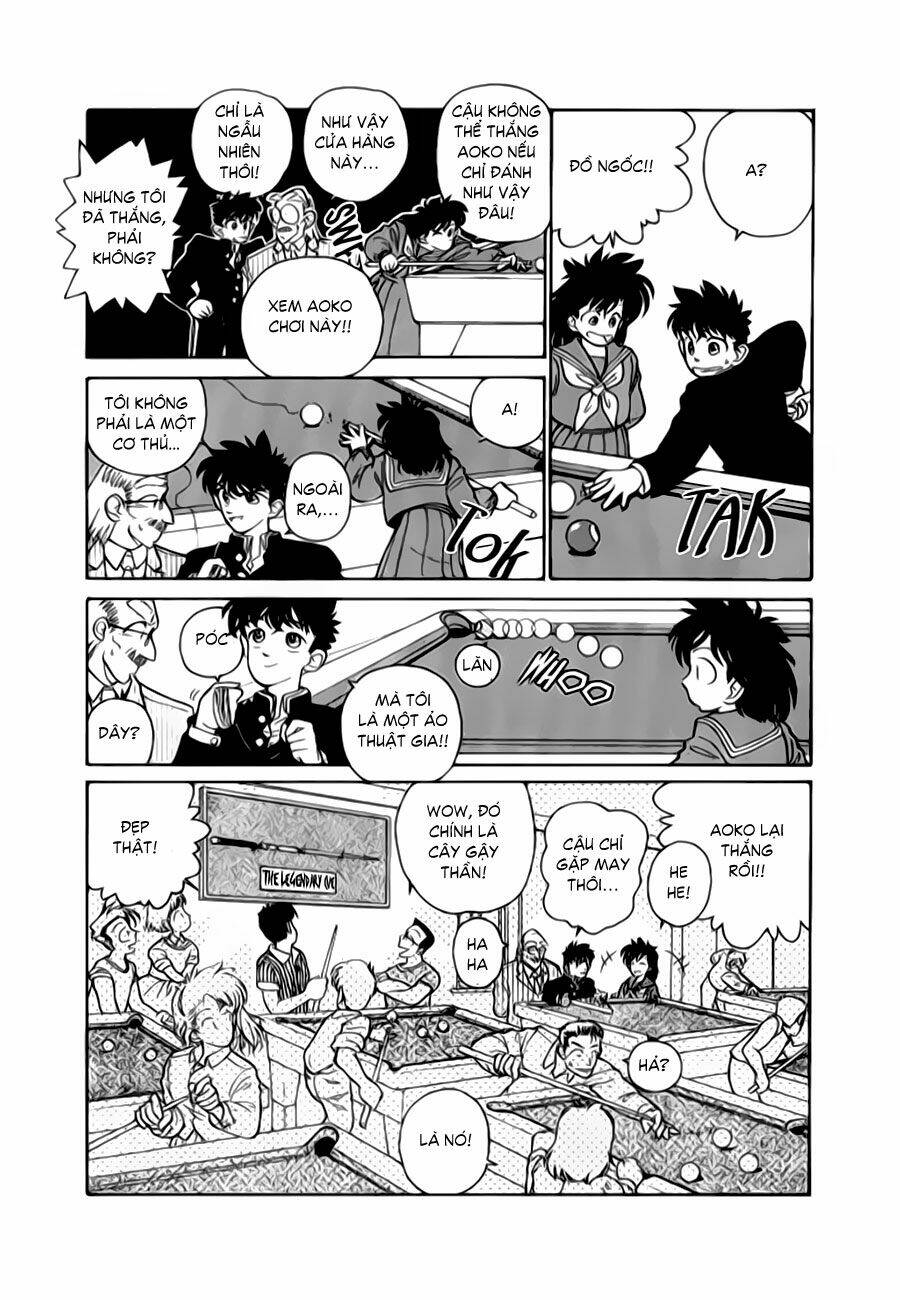 A?
ĐỒ NGỐC!!
TAK
CẬU KHÔNG
THỂ THẮNG
AOKO NẾU
CHỈ ĐÁNH
NHƯ VẬY
ĐÂU!
NHƯ VẬY
CỬA HÀNG
NÀY...
CHỈ LÀ
NGẪU
NHIÊN
THÔI!
NHƯNG TÔI
ĐÃ THẮNG,
PHẢI
KHÔNG?
SWI
XEM AOKO
CHƠI NÀY!!
A!
TOK
TÔI KHÔNG
PHẢI LÀ MỘT
CƠ THỦ...
NGOÀI
RA,...
LĂN
WHOO
PÓC
MÀ TÔI
LÀ MỘT ẢO
THUẬT GIA!!
DÂY?
AOKO LẠI
THẮNG
RỒI!!
HE
HE!
CẬU CHỈ
GẶP MAY
THÔI...
WOW, ĐÓ
CHÍNH LÀ
CÂY GẬY
THẦN!
HA
HA
THE LEGENDARY CUE
ĐẸP
THẬT!
HẢ?
LÀ NÓ!